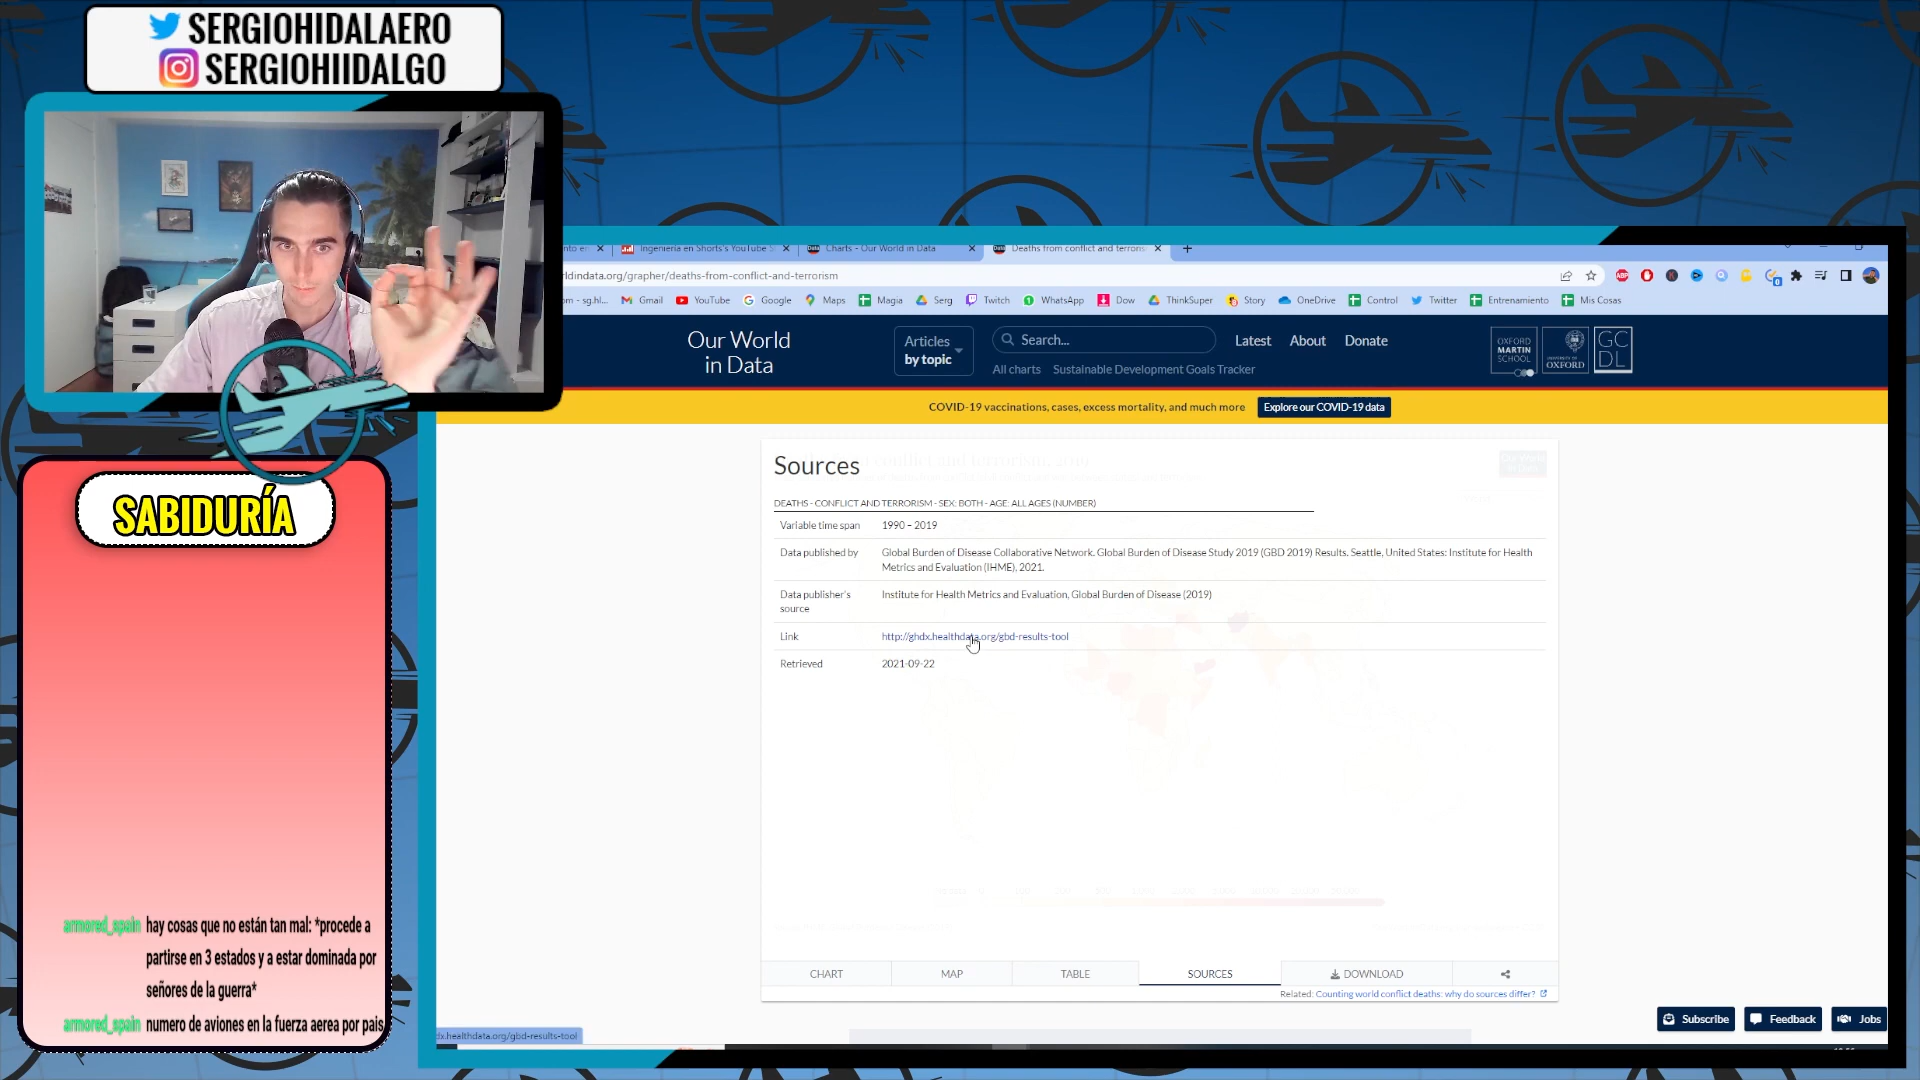 SERGIOHIDALAERO
SERGIOHIIDALGO
Ingeniería en Shorts's YouTube S
Charts - Our World in Data
Deaths from conflict and terroris
ldindata.org/grapher/deaths-from-conflict-and-terrorism
om - sg.hl... Gmail YouTube Google Maps Magia Serg Twitch WhatsApp Dow ThinkSuper Story OneDrive Control Twitter Entrenamiento Mis Cosas
Our World
in Data
Articles
by topic
Search...
Latest About Donate
All charts Sustainable Development Goals Tracker
OXFORD
MARTIN
SCHOOL
UNIVERSITY OF
OXFORD
GC
DL
COVID-19 vaccinations, cases, excess mortality, and much more Explore our COVID-19 data
Sources
DEATHS - CONFLICT AND TERRORISM - SEX: BOTH - AGE: ALL AGES (NUMBER)
Variable time span 1990 – 2019
Data published by Global Burden of Disease Collaborative Network. Global Burden of Disease Study 2019 (GBD 2019) Results. Seattle, United States: Institute for Health
Metrics and Evaluation (IHME), 2021.
Data publisher's Institute for Health Metrics and Evaluation, Global Burden of Disease (2019)
source
Link http://ghdx.healthdata.org/gbd-results-tool
Retrieved 2021-09-22
CHART MAP TABLE SOURCES DOWNLOAD
Related: Counting world conflict deaths: why do sources differ?
Subscribe Feedback Jobs
dx.healthdata.org/gbd-results-tool
SABIDURÍA
armored_spain hay cosas que no están tan mal: *procede a
partirse en 3 estados y a estar dominada por
señores de la guerra*
armored_spain numero de aviones en la fuerza aerea por pais